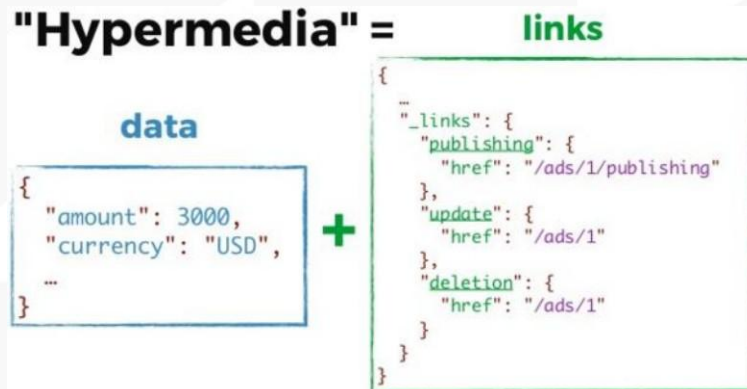 "Hypermedia" =
data
{
"amount": 3000,
"currency": "USD",
…
}
+
links
{
…
"_links": {
"publishing": {
"href": "/ads/1/publishing"
},
"update": {
"href": "/ads/1"
},
"deletion": {
"href": "/ads/1"
}
}
}